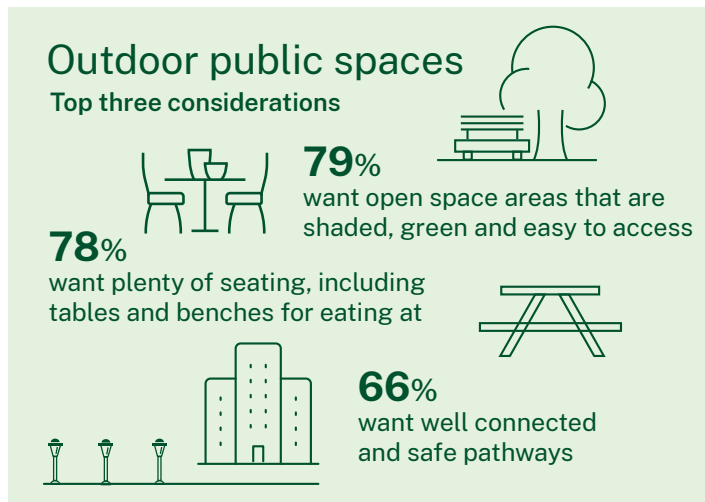 Outdoor public spaces
Top three considerations
79%
want open space areas that are
shaded, green and easy to access
78%
want plenty of seating, including
tables and benches for eating at
66%
want well connected
and safe pathways